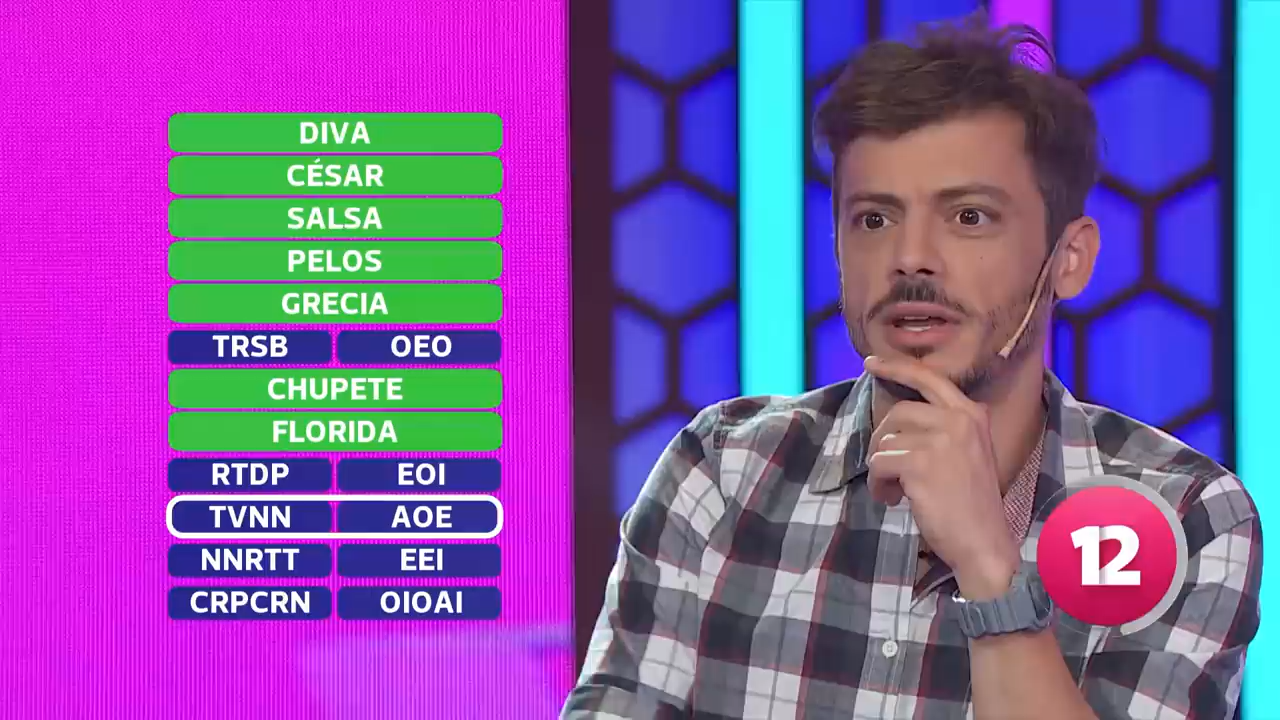 DIVA
CÉSAR
SALSA
PELOS
GRECIA
TRSB OEO
CHUPETE
FLORIDA
RTDP EOI
TVNN AOE
NNRTT EEI
CRPCRN OIOAI
12